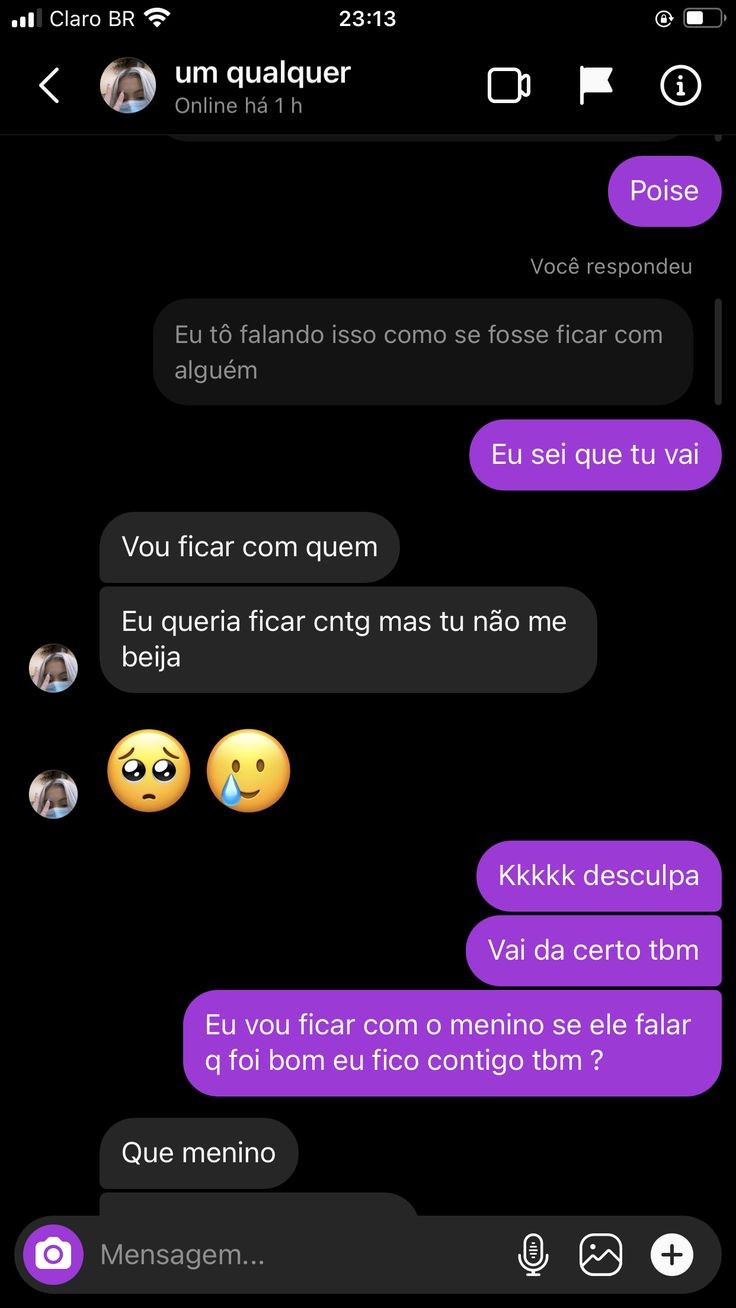 Claro BR
23:13
um qualquer
Online há 1 h
Poise
Você respondeu
Eu tô falando isso como se fosse ficar com
alguém
Eu sei que tu vai
Vou ficar com quem
Eu queria ficar cntg mas tu não me
beija
Kkkkk desculpa
Vai da certo tbm
Eu vou ficar com o menino se ele falar
q foi bom eu fico contigo tbm ?
Que menino
Mensagem...